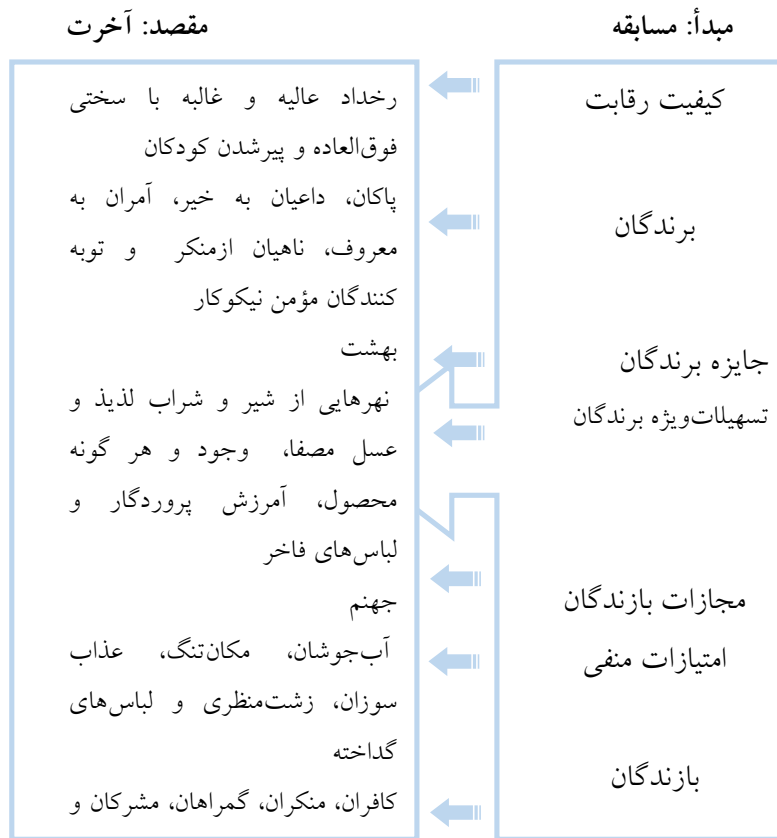 مبدأ: مسابقه
مقصد: آخرت
کیفیت رقابت
رخداد عالیه و غالبه با سختی
فوق‌العاده و پیرشدن کودکان
برندگان
پاکان، داعیان به خیر، آمران به
معروف، ناهیان ازمنکر و توبه
کنندگان مؤمن نیکوکار
جایزه برندگان
بهشت
تسهیلات‌ویژه برندگان
نهرهایی از شیر و شراب لذیذ و
عسل مصفا، وجود و هر گونه
محصول، آمرزش پروردگار و
لباس‌های فاخر
مجازات بازندگان
جهنم
امتیازات منفی
آب‌جوشان، مکان‌تنگ، عذاب
سوزان، زشت‌منظری و لباس‌های
گداخته
بازندگان
کافران، منکران، گمراهان، مشرکان و